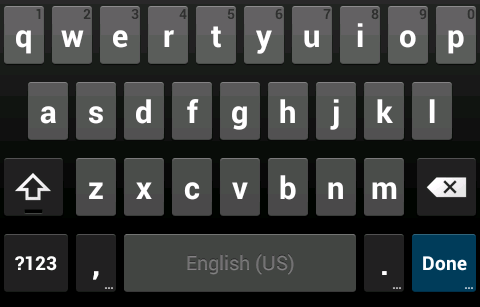 1 2 3 4 5 6 7 8 9 0
q w e r t y u i o p
a s d f g h j k l
z x c v b n m
?123 , ... English (US) . ... Done ...